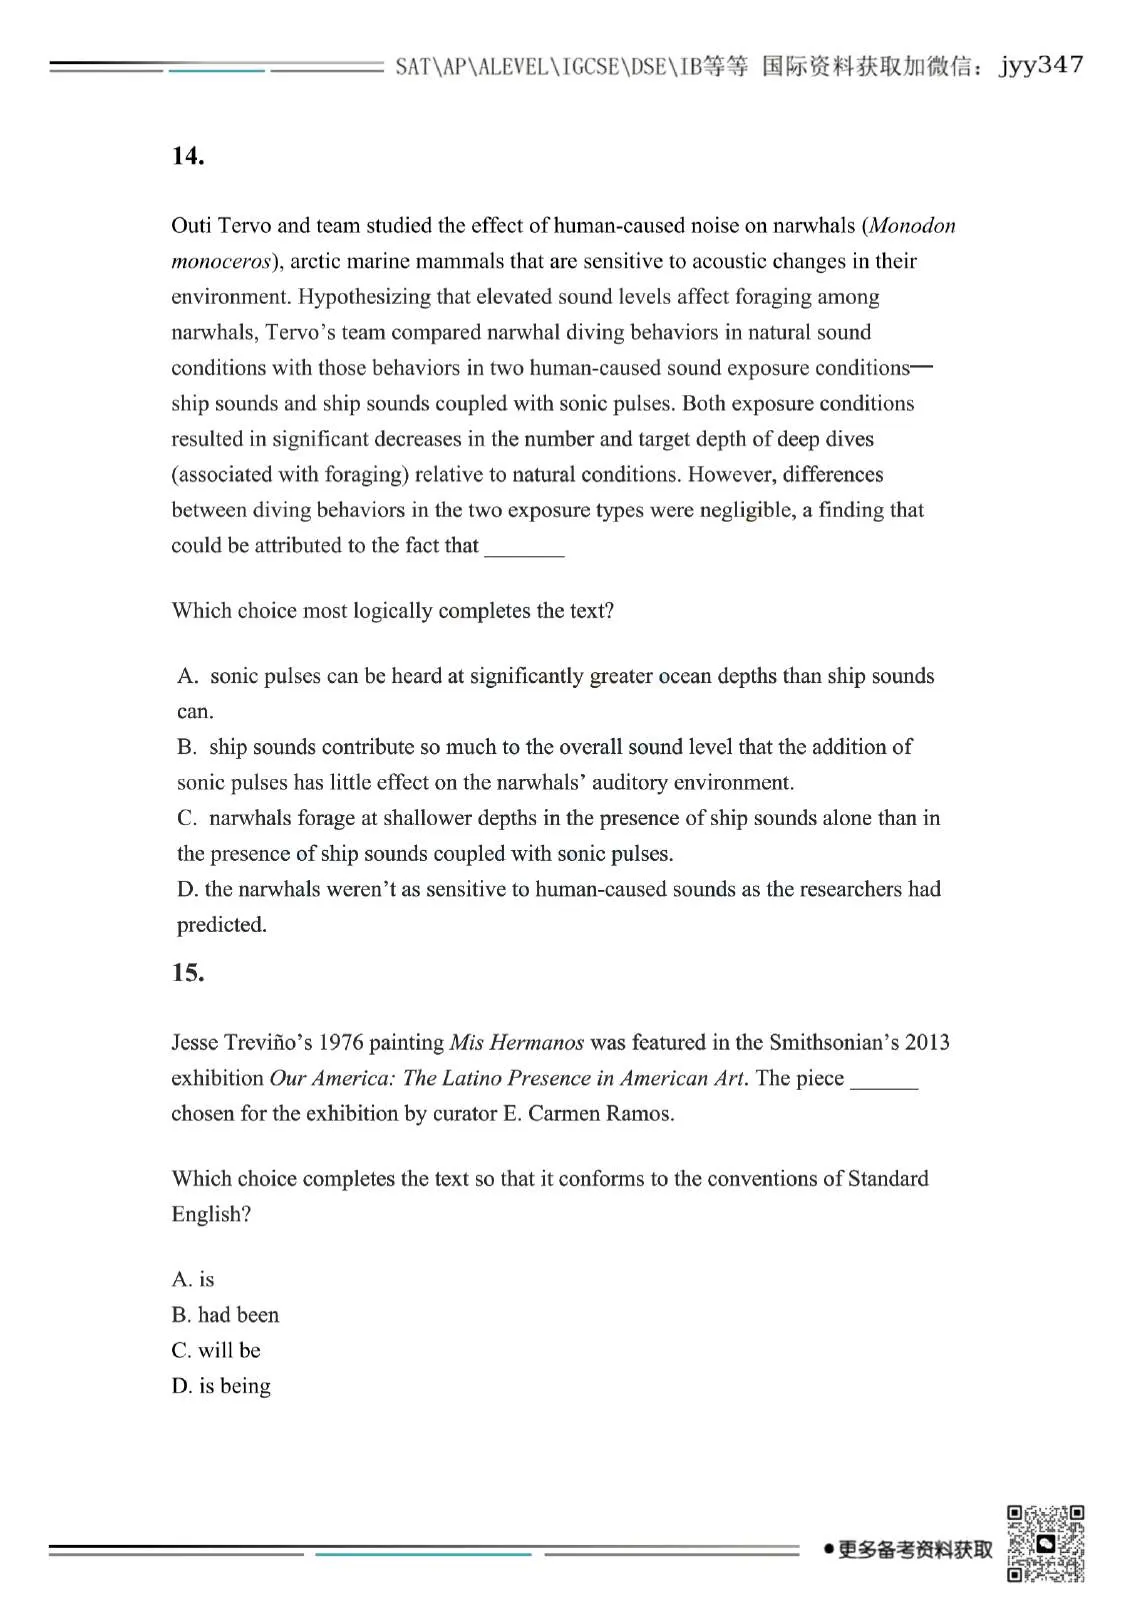 SAT\AP\ALEVEL\IGCSE\DSE\IB等等 国际资料获取加微信：jyy347
14.
Outi Tervo and team studied the effect of human-caused noise on narwhals (Monodon
monoceros), arctic marine mammals that are sensitive to acoustic changes in their
environment. Hypothesizing that elevated sound levels affect foraging among
narwhals, Tervo’s team compared narwhal diving behaviors in natural sound
conditions with those behaviors in two human-caused sound exposure conditions—
ship sounds and ship sounds coupled with sonic pulses. Both exposure conditions
resulted in significant decreases in the number and target depth of deep dives
(associated with foraging) relative to natural conditions. However, differences
between diving behaviors in the two exposure types were negligible, a finding that
could be attributed to the fact that _______
Which choice most logically completes the text?
A. sonic pulses can be heard at significantly greater ocean depths than ship sounds
can.
B. ship sounds contribute so much to the overall sound level that the addition of
sonic pulses has little effect on the narwhals’ auditory environment.
C. narwhals forage at shallower depths in the presence of ship sounds alone than in
the presence of ship sounds coupled with sonic pulses.
D. the narwhals weren’t as sensitive to human-caused sounds as the researchers had
predicted.
15.
Jesse Treviño’s 1976 painting Mis Hermanos was featured in the Smithsonian’s 2013
exhibition Our America: The Latino Presence in American Art. The piece ______
chosen for the exhibition by curator E. Carmen Ramos.
Which choice completes the text so that it conforms to the conventions of Standard
English?
A. is
B. had been
C. will be
D. is being
●更多备考资料获取